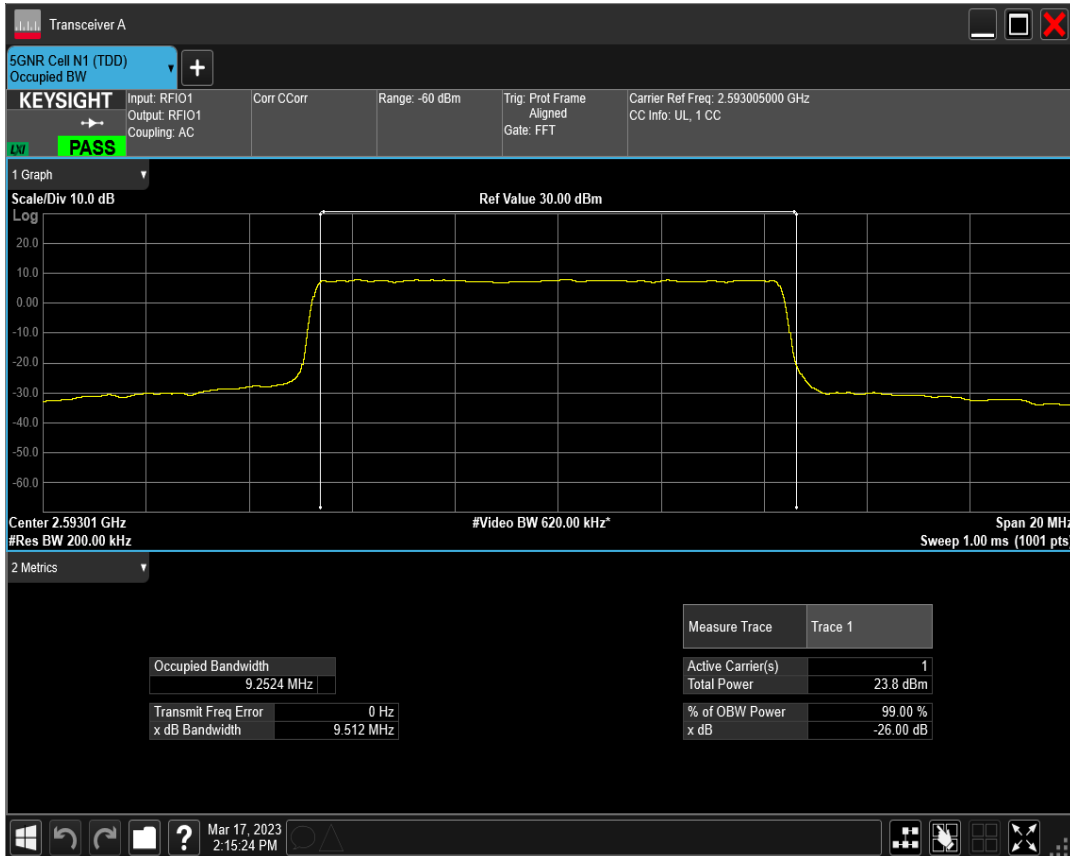 Transceiver A
5GNR Cell N1 (TDD)
Occupied BW
+
KEYSIGHT
LXI
PASS
Input: RFIO1
Output: RFIO1
Coupling: AC
Corr CCorr
Range: -60 dBm
Trig: Prot Frame
Aligned
Gate: FFT
Carrier Ref Freq: 2.593005000 GHz
CC Info: UL, 1 CC
1 Graph
Scale/Div 10.0 dB Ref Value 30.00 dBm
Log
20.0
10.0
0.00
-10.0
-20.0
-30.0
-40.0
-50.0
-60.0
Center 2.59301 GHz #Video BW 620.00 kHz* Span 20 MHz
#Res BW 200.00 kHz Sweep 1.00 ms (1001 pts)
2 Metrics
Measure Trace Trace 1
Occupied Bandwidth
9.2524 MHz
Active Carrier(s) 1
Total Power 23.8 dBm
Transmit Freq Error 0 Hz
x dB Bandwidth 9.512 MHz
% of OBW Power 99.00 %
x dB -26.00 dB
?
Mar 17, 2023
2:15:24 PM